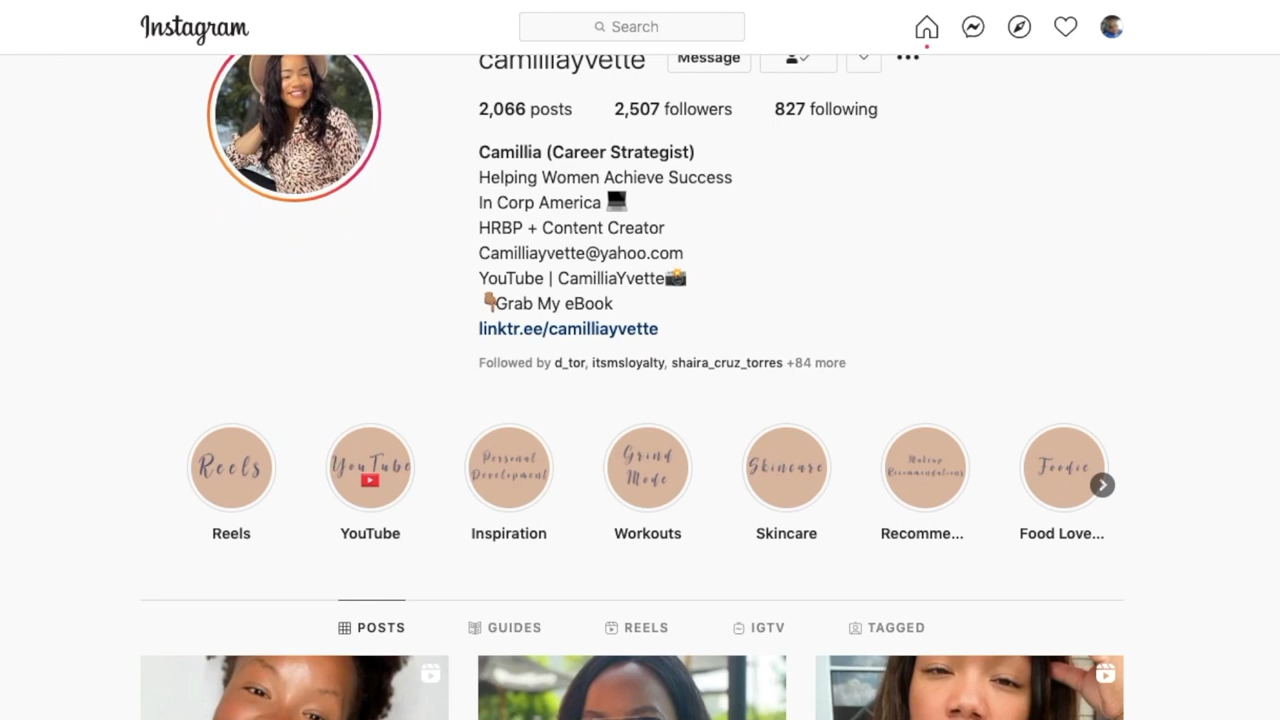 Instagram
Search
camilliayvette Message
2,066 posts 2,507 followers 827 following
Camillia (Career Strategist)
Helping Women Achieve Success
In Corp America
HRBP + Content Creator
Camilliayvette@yahoo.com
YouTube | CamilliaYvette
Grab My eBook
linktr.ee/camilliayvette
Followed by d_tor, itsmsloyalty, shaira_cruz_torres +84 more
Reels YouTube Personal Development Grind Mode Skincare Makeup Recommendations Foodie
Reels YouTube Inspiration Workouts Skincare Recomme... Food Love...
POSTS GUIDES REELS IGTV TAGGED